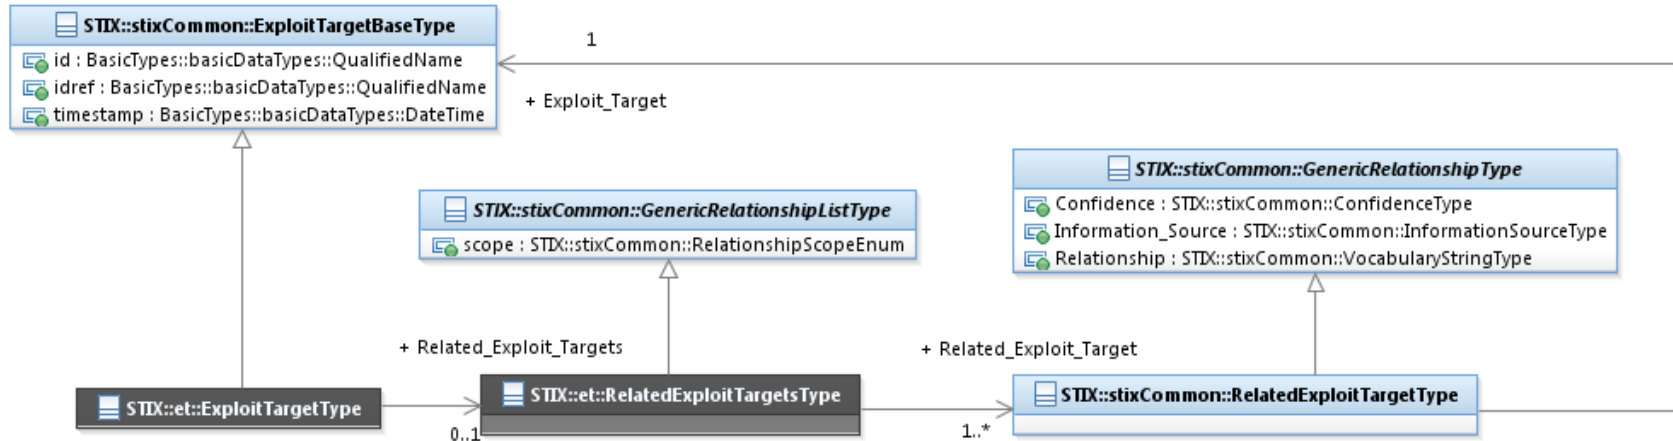 STIX::stixCommon::ExploitTargetBaseType
id : BasicTypes::basicDataTypes::QualifiedName
idref : BasicTypes::basicDataTypes::QualifiedName
timestamp : BasicTypes::basicDataTypes::DateTime
1
+ Exploit_Target
STIX::stixCommon::GenericRelationshipListType
scope : STIX::stixCommon::RelationshipScopeEnum
STIX::stixCommon::GenericRelationshipType
Confidence : STIX::stixCommon::ConfidenceType
Information_Source : STIX::stixCommon::InformationSourceType
Relationship : STIX::stixCommon::VocabularyStringType
+ Related_Exploit_Targets
+ Related_Exploit_Target
STIX::et::ExploitTargetType
0..1
STIX::et::RelatedExploitTargetsType
1..*
STIX::stixCommon::RelatedExploitTargetType